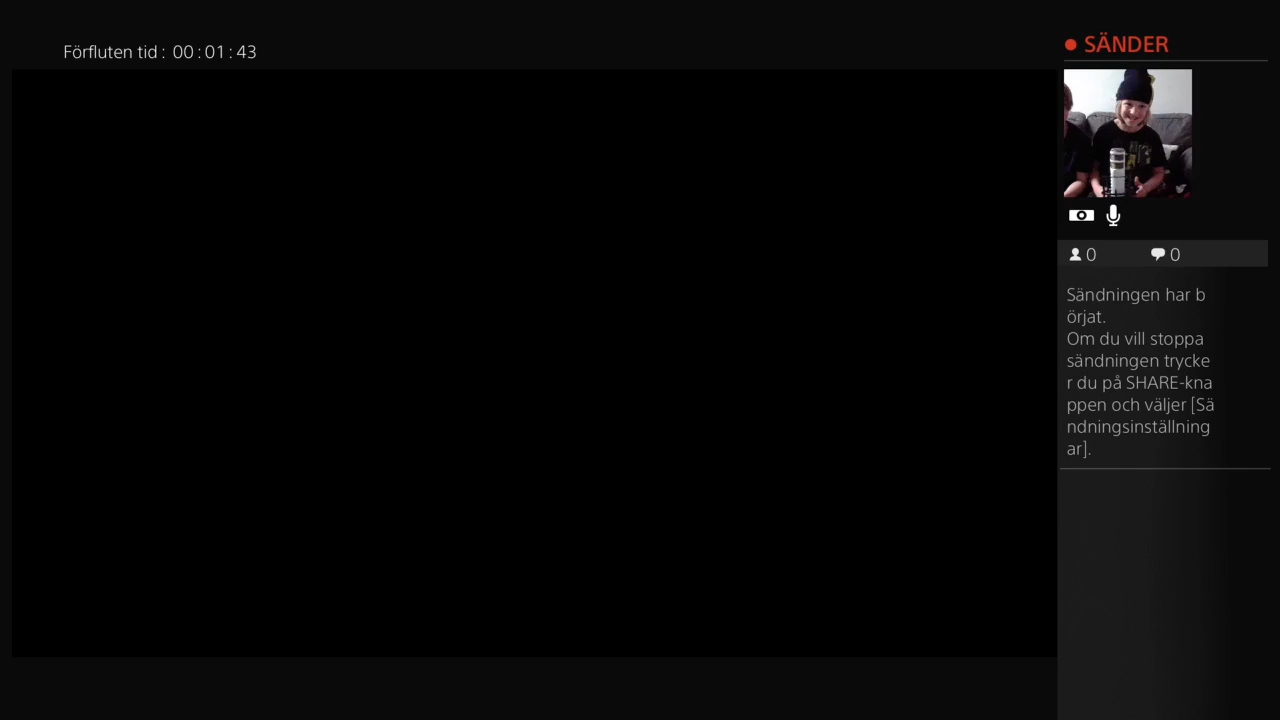 Förfluten tid : 00 : 01 : 43
SÄNDER
0
0
Sändningen har b
örjat.
Om du vill stoppa
sändningen trycke
r du på SHARE-kna
ppen och väljer [Sä
ndningsinställning
ar].